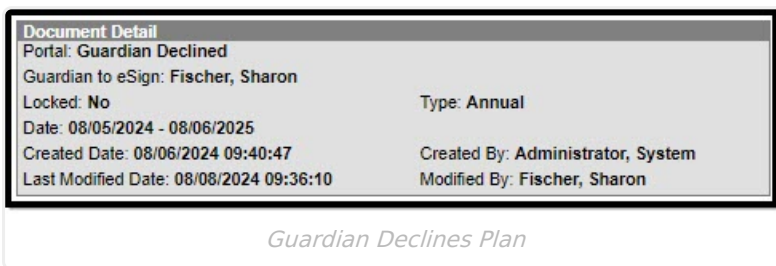 Document Detail
Portal: Guardian Declined
Guardian to eSign: Fischer, Sharon
Locked: No Type: Annual
Date: 08/05/2024 - 08/06/2025
Created Date: 08/06/2024 09:40:47 Created By: Administrator, System
Last Modified Date: 08/08/2024 09:36:10 Modified By: Fischer, Sharon
Guardian Declines Plan